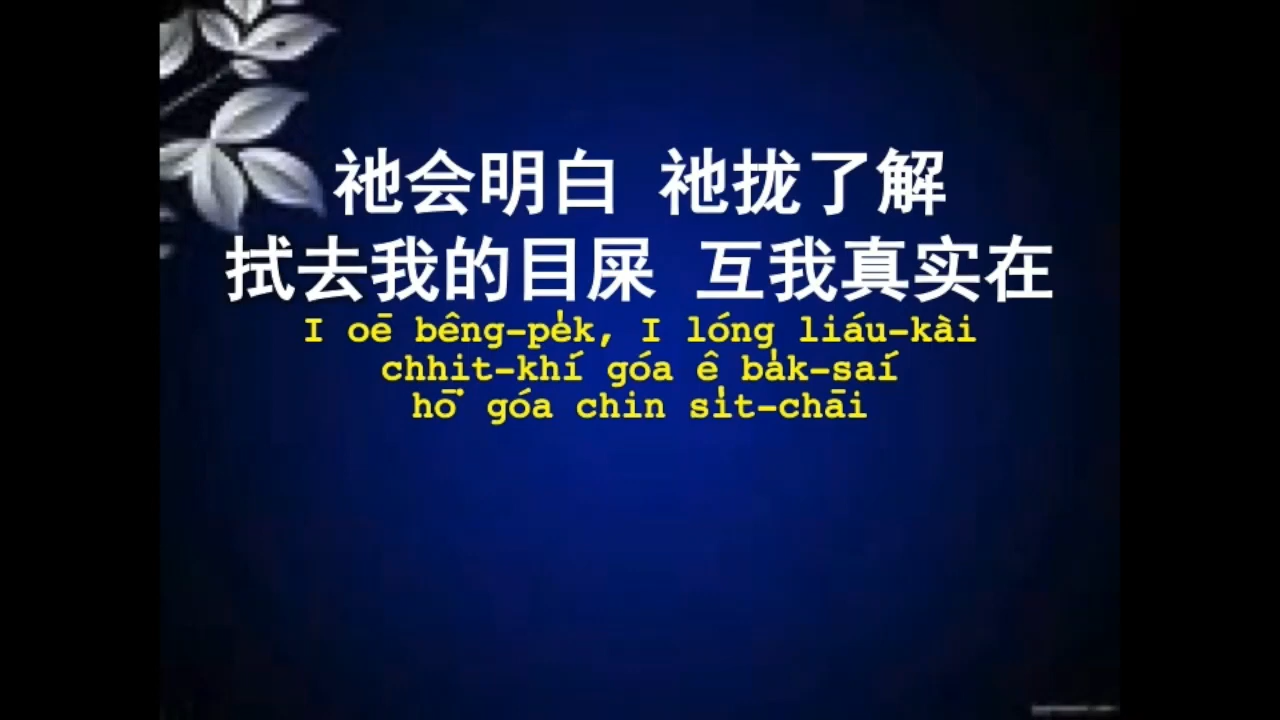 祂会明白 祂拢了解
拭去我的目屎 互我真实在
I oē bêng-pe̍k, I lóng liáu-kài
chhit-khí góa ê ba̍k-saí
hō͘ góa chin si̍t-chāi